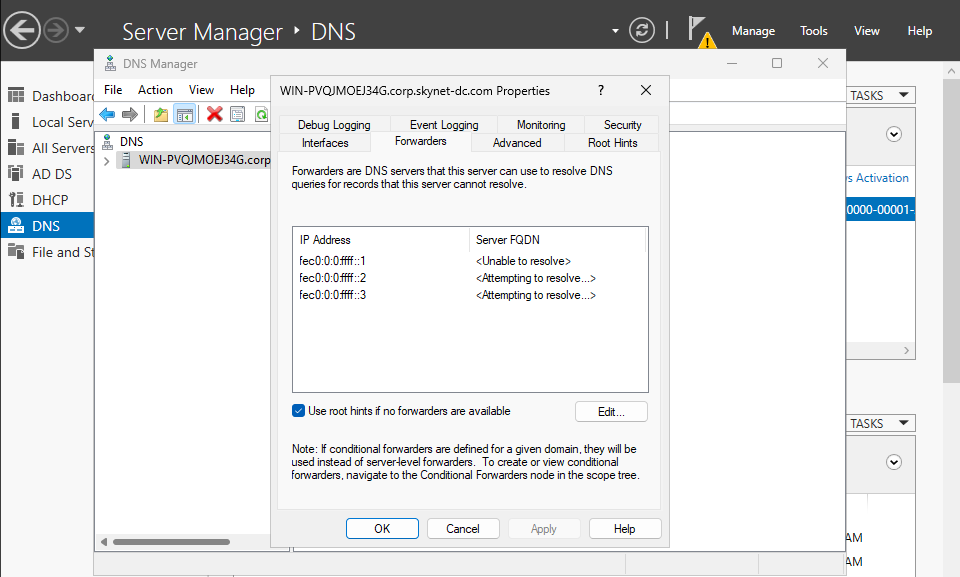 Server Manager ‣ DNS
Manage Tools View Help
DNS Manager
File Action View Help
DNS
WIN-PVQJMOEJ34G.corp
Dashboar
Local Serv
All Servers
AD DS
DHCP
DNS
File and St
WIN-PVQJMOEJ34G.corp.skynet-dc.com Properties ?
Debug Logging Event Logging Monitoring Security
Interfaces Forwarders Advanced Root Hints
Forwarders are DNS servers that this server can use to resolve DNS
queries for records that this server cannot resolve.
IP Address Server FQDN
fec0:0:0:ffff::1 <Unable to resolve>
fec0:0:0:ffff::2 <Attempting to resolve...>
fec0:0:0:ffff::3 <Attempting to resolve...>
Use root hints if no forwarders are available Edit...
Note: If conditional forwarders are defined for a given domain, they will be
used instead of server-level forwarders. To create or view conditional
forwarders, navigate to the Conditional Forwarders node in the scope tree.
OK Cancel Apply Help
TASKS
s Activation
0000-00001-
TASKS
AM
AM